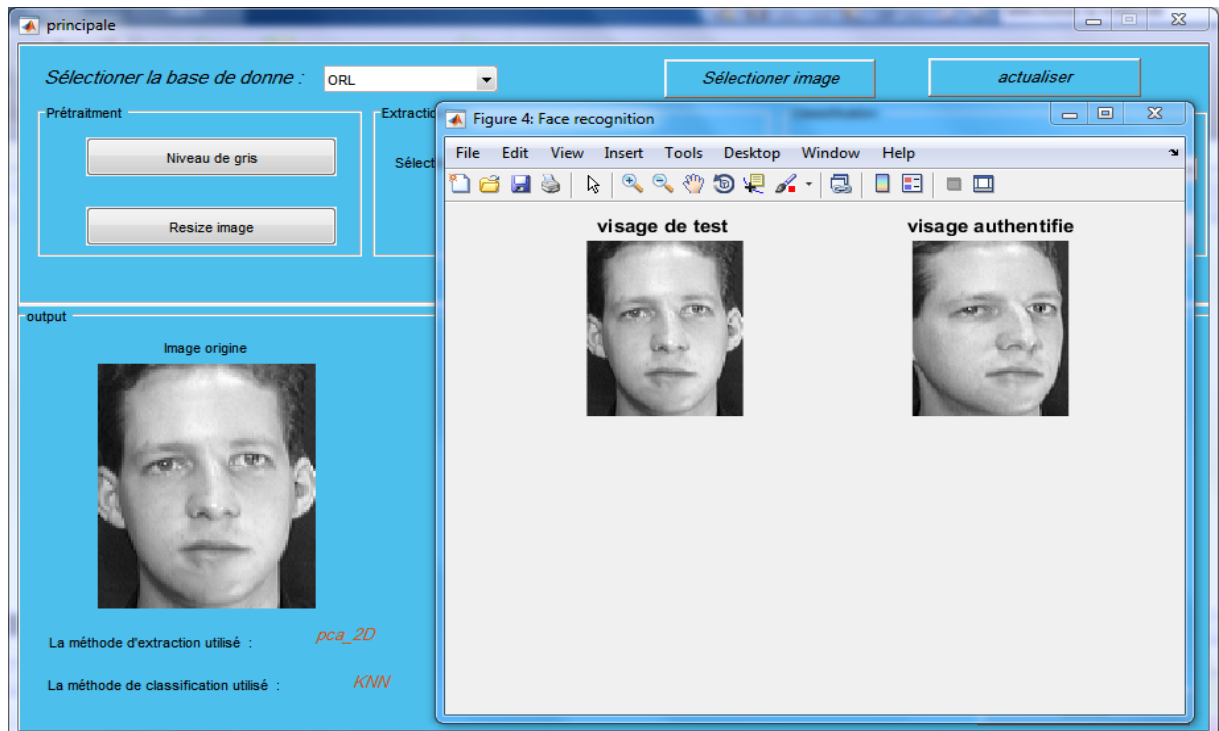 principale
Sélectioner la base de donne :
ORL
Sélectioner image
actualiser
Prétraitment
Niveau de gris
Resize image
Figure 4: Face recognition
File Edit View Insert Tools Desktop Window Help
visage de test
visage authentifie
output
Image origine
La méthode d'extraction utilisé :
pca_2D
La méthode de classification utilisé :
KNN